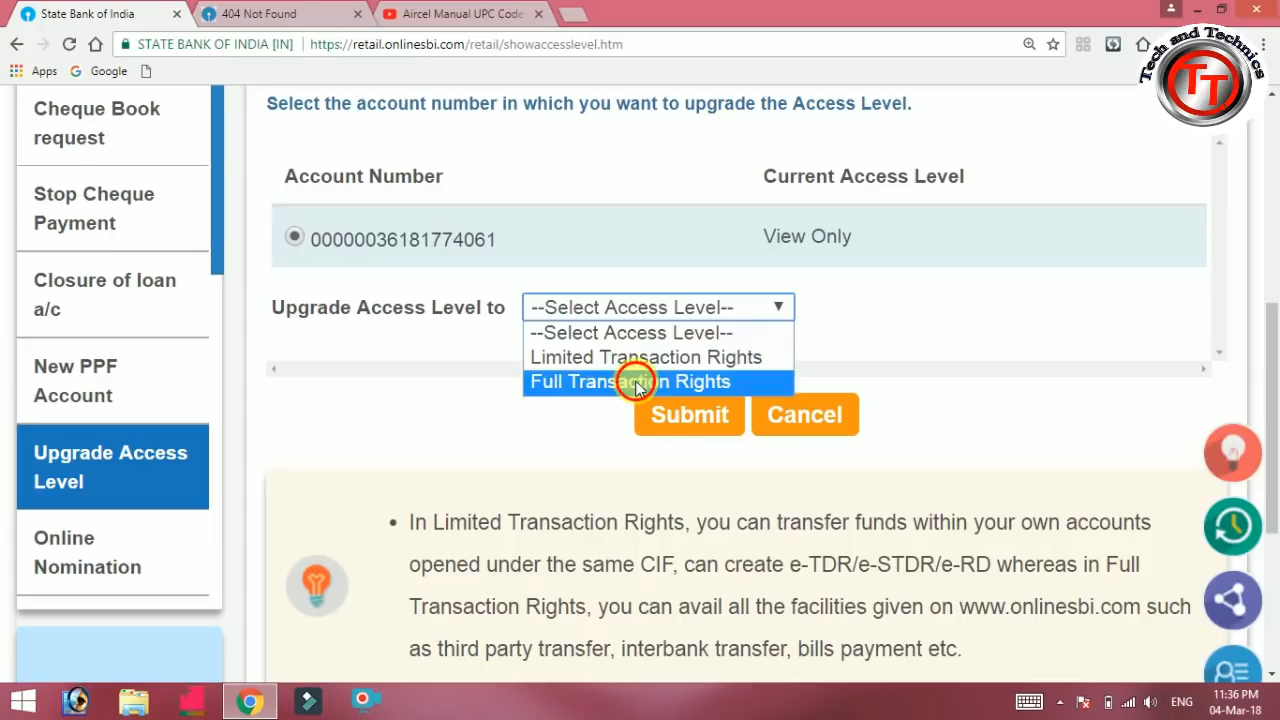 State Bank of India
404 Not Found
Aircel Manual UPC Code
STATE BANK OF INDIA [IN]
https://retail.onlinesbi.com/retail/showaccesslevel.htm
Apps
Google
Tech and Technics
TT
Cheque Book
request
Stop Cheque
Payment
Closure of loan
a/c
New PPF
Account
Upgrade Access
Level
Online
Nomination
Select the account number in which you want to upgrade the Access Level.
Account Number
Current Access Level
00000036181774061
View Only
Upgrade Access Level to
--Select Access Level--
--Select Access Level--
Limited Transaction Rights
Full Transaction Rights
Submit
Cancel
• In Limited Transaction Rights, you can transfer funds within your own accounts
opened under the same CIF, can create e-TDR/e-STDR/e-RD whereas in Full
Transaction Rights, you can avail all the facilities given on www.onlinesbi.com such
as third party transfer, interbank transfer, bills payment etc.
ENG
11:36 PM
04-Mar-18